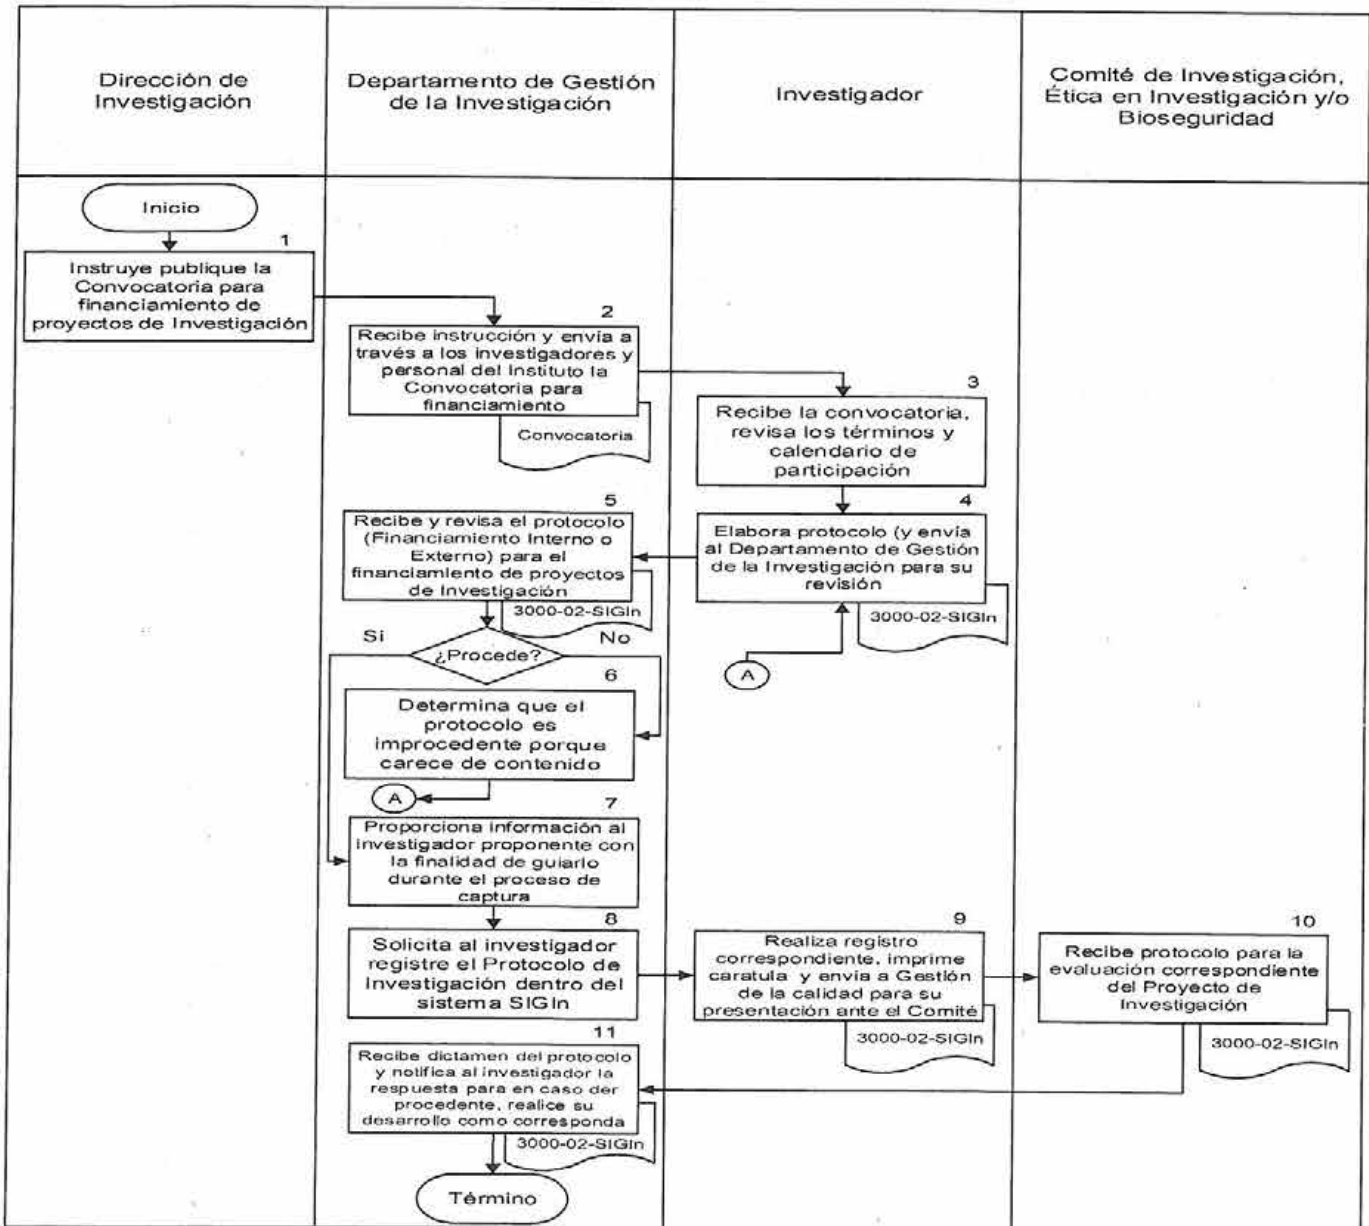 Dirección de
Investigación
Departamento de Gestión
de la Investigación
Investigador
Comité de Investigación,
Ética en Investigación y/o
Bioseguridad
Inicio
1
Instruye publique la
Convocatoria para
financiamiento de
proyectos de Investigación
2
Recibe instrucción y envía a
través a los investigadores y
personal del Instituto la
Convocatoria para
financiamiento
Convocatoria
3
Recibe la convocatoria,
revisa los términos y
calendario de
participación
4
Elabora protocolo (y envía
al Departamento de Gestión
de la Investigación para su
revisión
3000-02-SIGIn
A
5
Recibe y revisa el protocolo
(Financiamiento Interno o
Externo) para el
financiamiento de proyectos
de Investigación
3000-02-SIGIn
Si
No
¿Procede?
6
Determina que el
protocolo es
improcedente porque
carece de contenido
A
7
Proporciona información al
investigador proponente con
la finalidad de guiarlo
durante el proceso de
captura
8
Solicita al investigador
registre el Protocolo de
Investigación dentro del
sistema SIGIn
9
Realiza registro
correspondiente, imprime
caratula y envía a Gestión
de la calidad para su
presentación ante el Comité
3000-02-SIGIn
10
Recibe protocolo para la
evaluación correspondiente
del Proyecto de
Investigación
3000-02-SIGIn
11
Recibe dictamen del protocolo
y notifica al investigador la
respuesta para en caso der
procedente, realice su
desarrollo como corresponda
3000-02-SIGIn
Término